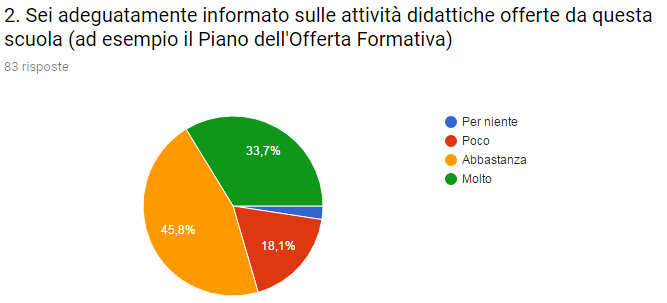 2. Sei adeguatamente informato sulle attività didattiche offerte da questa
scuola (ad esempio il Piano dell'Offerta Formativa)
83 risposte
Per niente
Poco
Abbastanza
Molto
33,7%
45,8%
18,1%